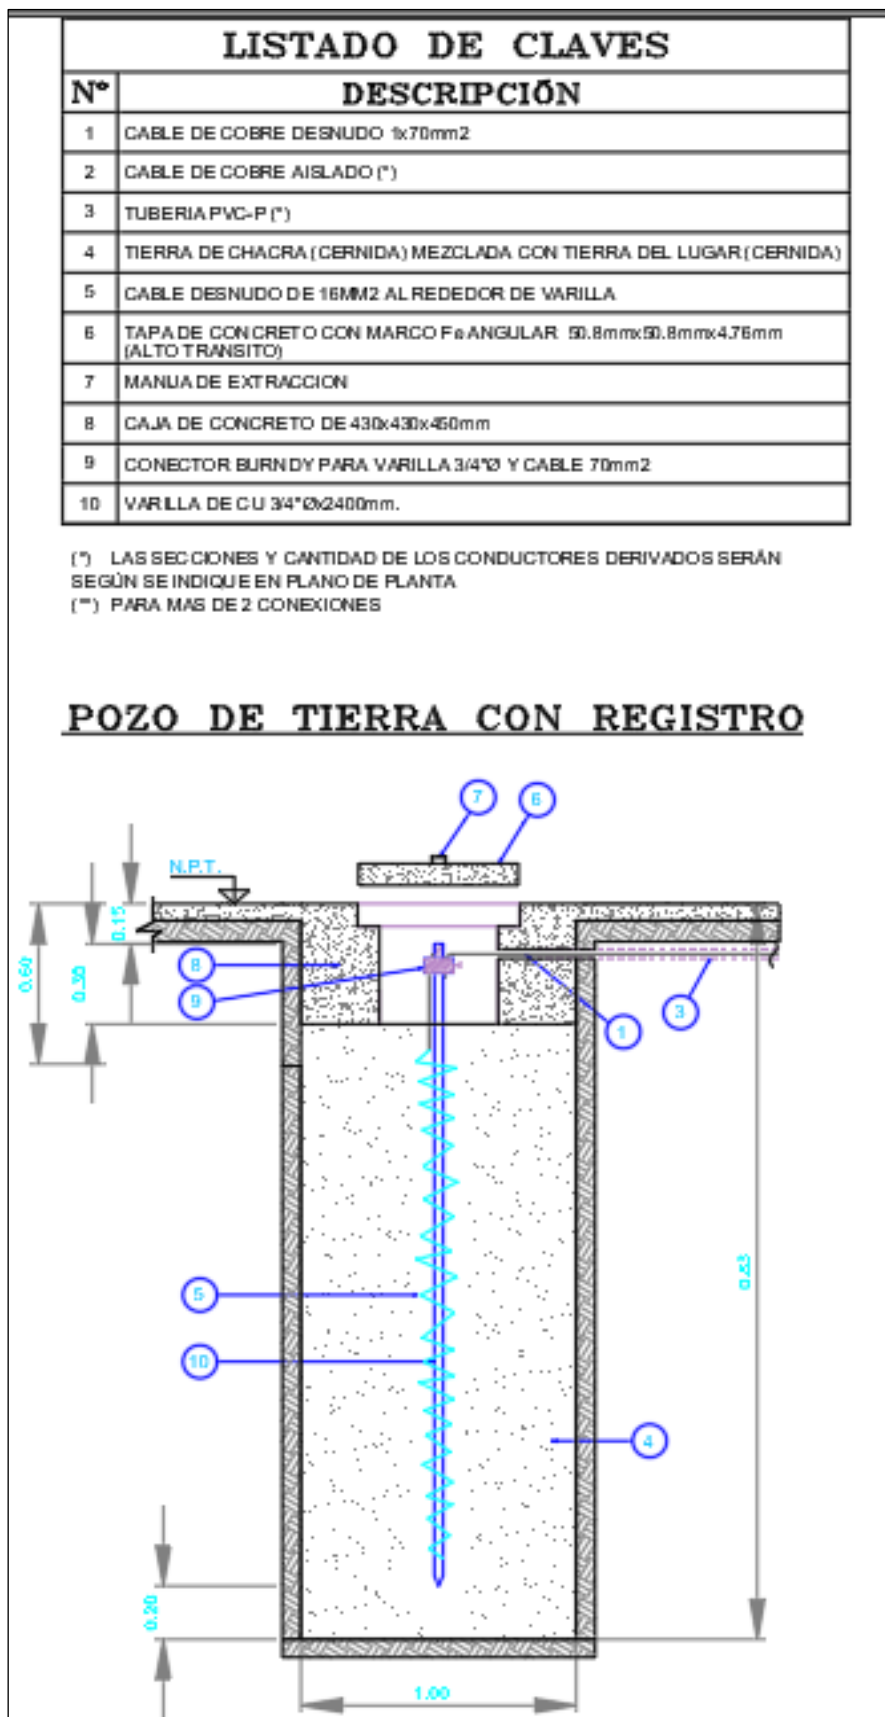 LISTADO DE CLAVES
Nº DESCRIPCIÓN
1 CABLE DE COBRE DESNUDO 1x70mm2
2 CABLE DE COBRE AISLADO (*)
3 TUBERIA PVC-P (*)
4 TIERRA DE CHACRA (CERNIDA) MEZCLADA CON TIERRA DEL LUGAR (CERNIDA)
5 CABLE DESNUDO DE 16MM2 ALREDEDOR DE VARILLA
6 TAPA DE CONCRETO CON MARCO Fe ANGULAR 50.8mmx50.8mmx4.76mm
(ALTO TRANSITO)
7 MANIJA DE EXTRACCION
8 CAJA DE CONCRETO DE 430x430x450mm
9 CONECTOR BURNDY PARA VARILLA 3/4"Ø Y CABLE 70mm2
10 VARILLA DE CU 3/4"Øx2400mm.
(*) LAS SECCIONES Y CANTIDAD DE LOS CONDUCTORES DERIVADOS SERÁN
SEGÚN SE INDIQUE EN PLANO DE PLANTA
(**) PARA MAS DE 2 CONEXIONES
POZO DE TIERRA CON REGISTRO
7
6
N.P.T.
0.15
0.60
0.30
8
9
3
1
5
10
4
0.20
1.00